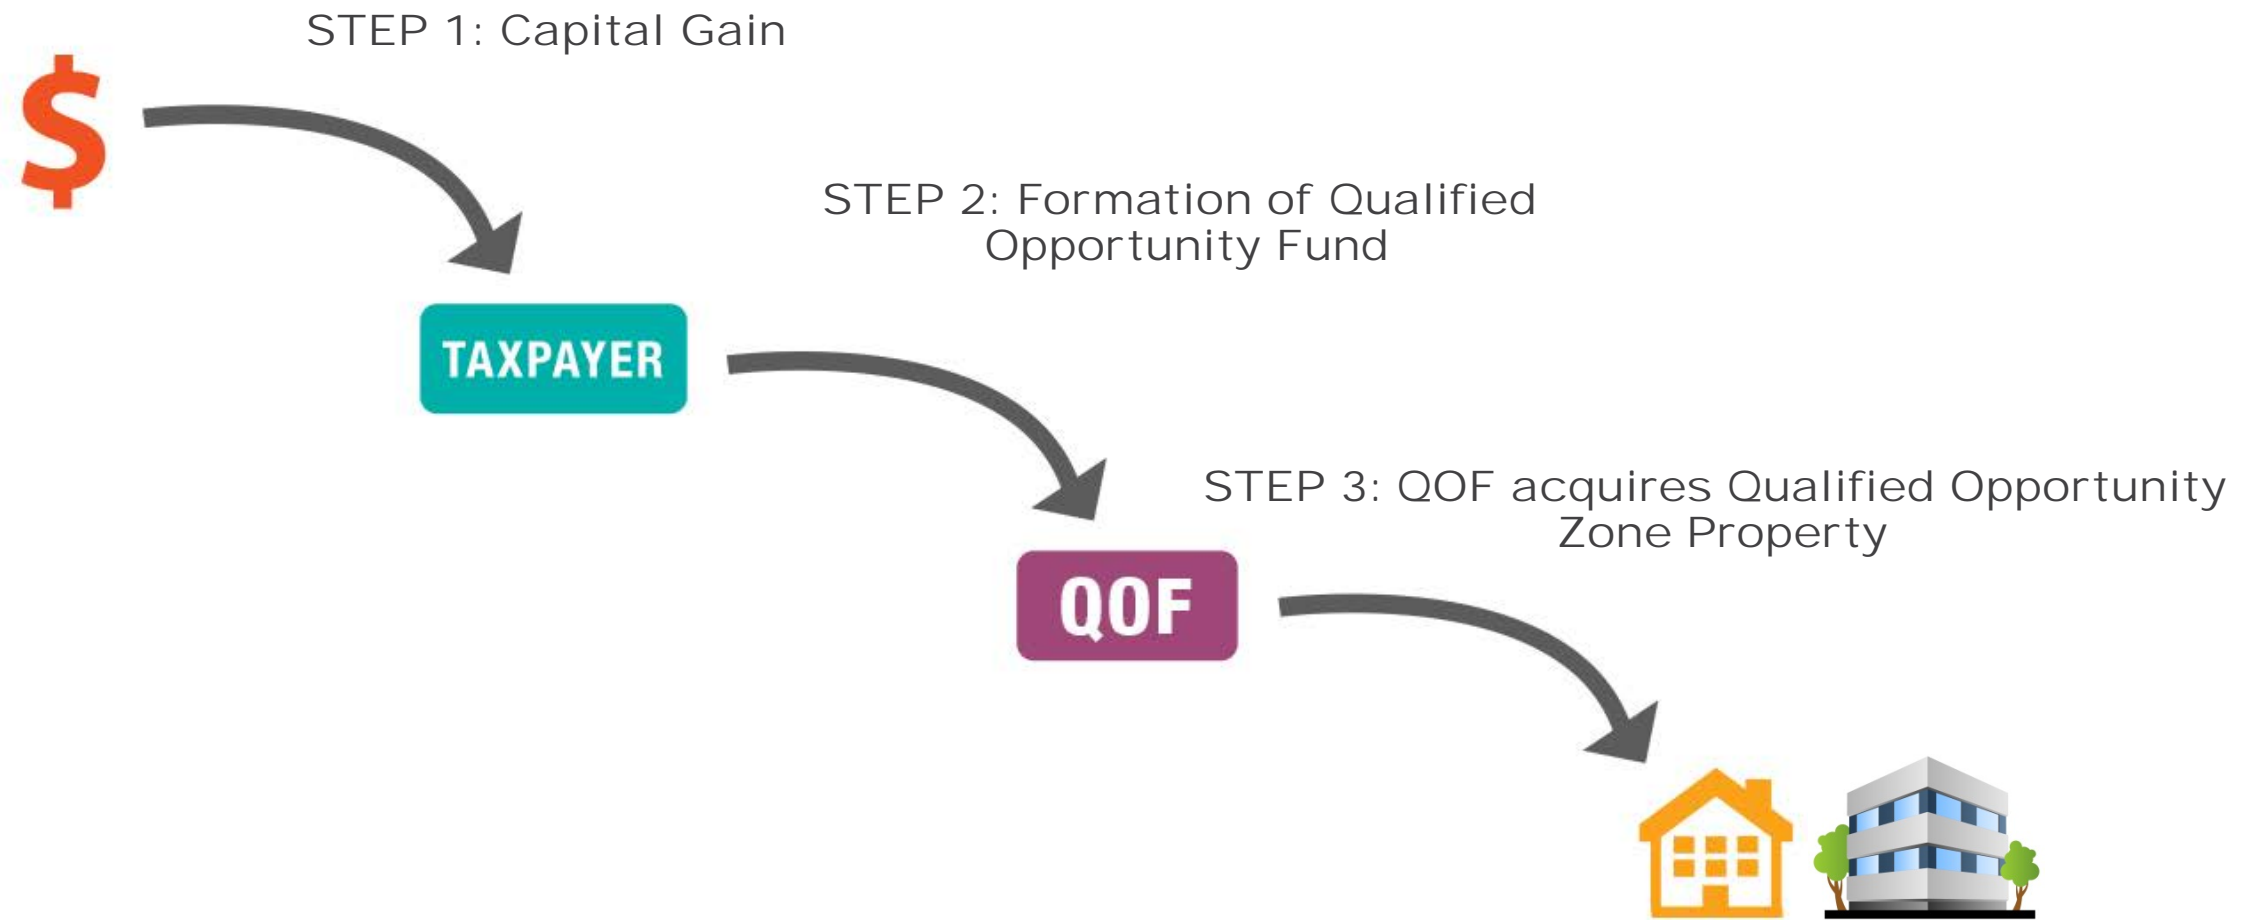 STEP 1: Capital Gain
$
STEP 2: Formation of Qualified
Opportunity Fund
TAXPAYER
STEP 3: QOF acquires Qualified Opportunity
Zone Property
QOF